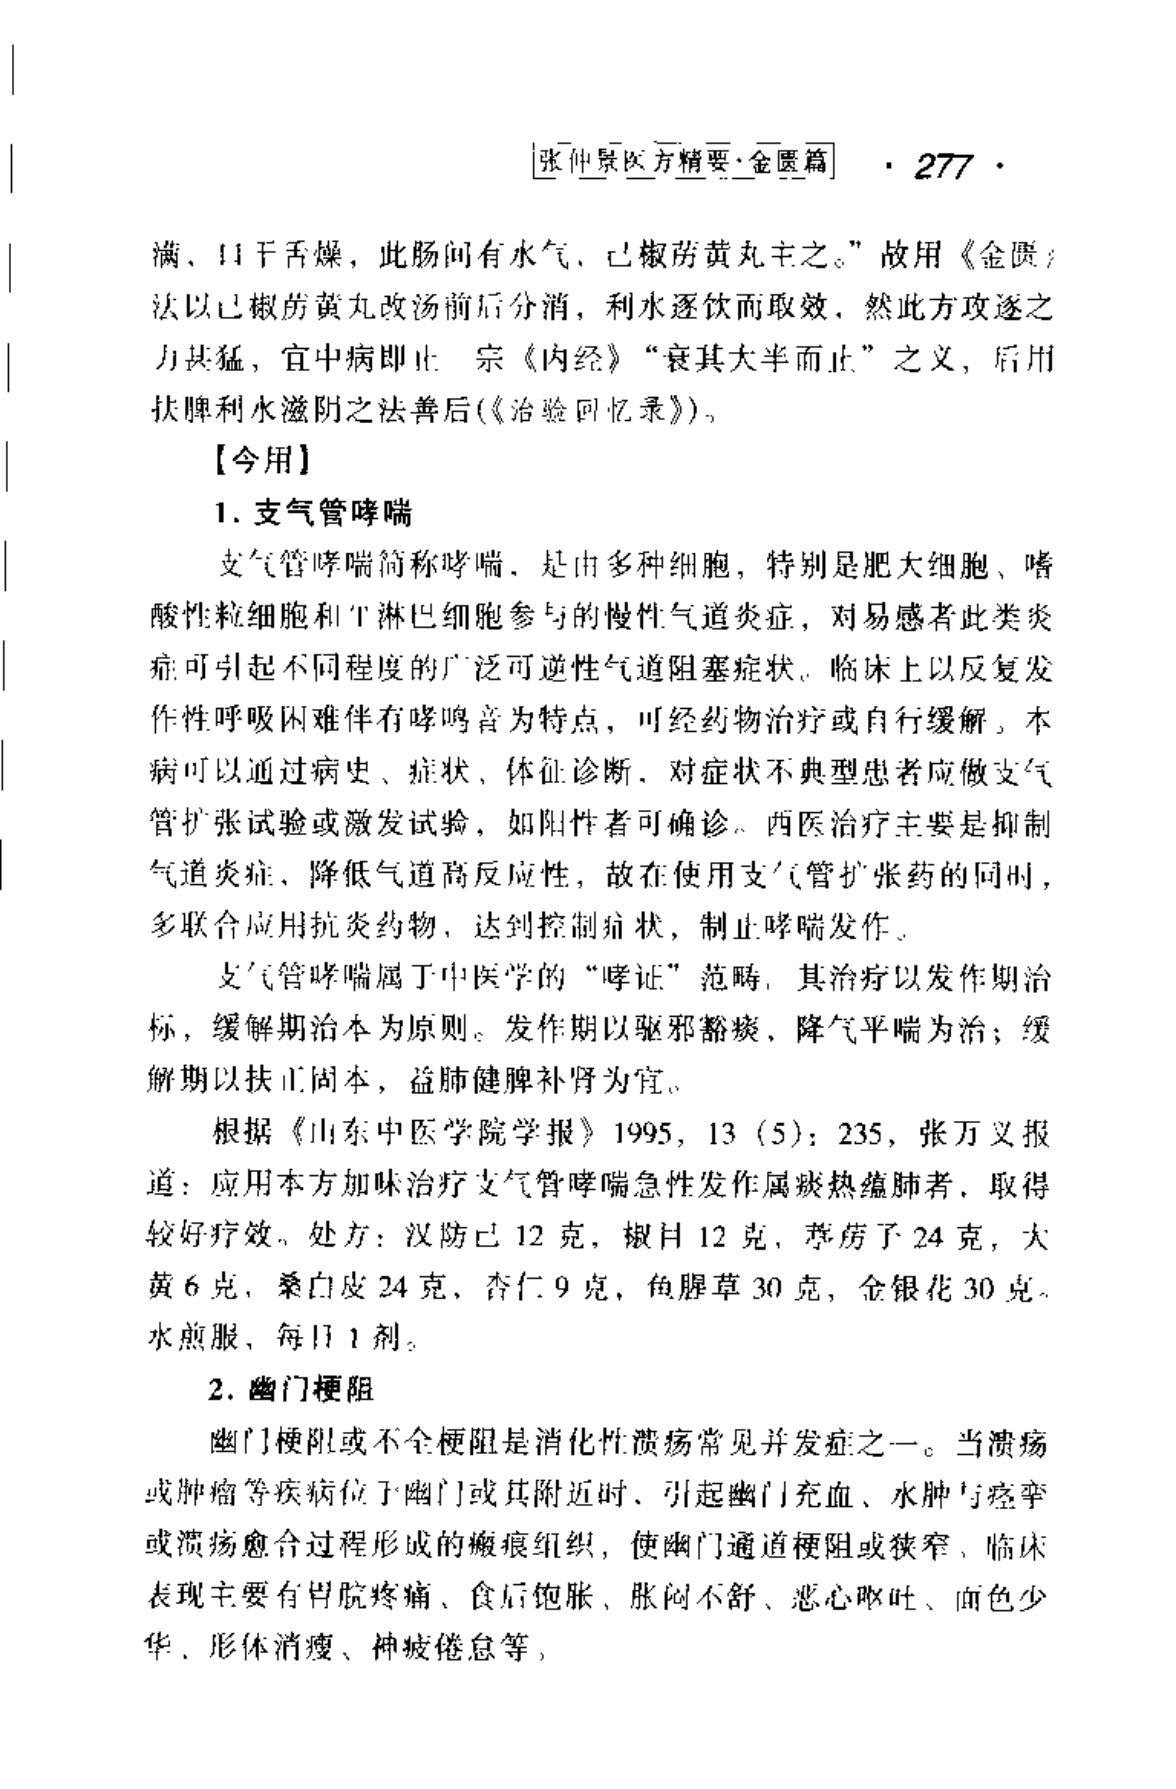 张仲景医方精要·金匮篇 · 277 ·
满、口干舌燥，此肠间有水气，己椒苈黄丸主之。”故用《金匮》
法以己椒苈黄丸改汤前后分消，利水逐饮而取效，然此方攻逐之
力甚猛，宜中病即止 宗《内经》“衰其大半而止”之义，后用
扶脾利水滋阴之法善后(《治验回忆录》)。
【今用】
1. 支气管哮喘
支气管哮喘简称哮喘，是由多种细胞，特别是肥大细胞、嗜
酸性粒细胞和T淋巴细胞参与的慢性气道炎症，对易感者此类炎
症可引起不同程度的广泛可逆性气道阻塞症状。临床上以反复发
作性呼吸困难伴有哮鸣音为特点，可经药物治疗或自行缓解。本
病可以通过病史、症状、体征诊断，对症状不典型患者应做支气
管扩张试验或激发试验，如阳性者可确诊。西医治疗主要是抑制
气道炎症、降低气道高反应性，故在使用支气管扩张药的同时，
多联合应用抗炎药物，达到控制症状，制止哮喘发作。
支气管哮喘属于中医学的“哮证”范畴，其治疗以发作期治
标，缓解期治本为原则。发作期以驱邪豁痰、降气平喘为治；缓
解期以扶正固本，益肺健脾补肾为宜。
根据《山东中医学院学报》1995，13（5）：235，张万义报
道：应用本方加味治疗支气管哮喘急性发作属痰热蕴肺者，取得
较好疗效。处方：汉防己 12 克，椒目 12 克，葶苈子 24 克，大
黄 6 克，桑白皮 24 克，杏仁 9 克，鱼腥草 30 克，金银花 30 克。
水煎服，每日 1 剂。
2. 幽门梗阻
幽门梗阻或不全梗阻是消化性溃疡常见并发症之一。当溃疡
或肿瘤等疾病位于幽门或其附近时，引起幽门充血、水肿与痉挛
或溃疡愈合过程形成的瘢痕组织，使幽门通道梗阻或狭窄。临床
表现主要有胃脘疼痛、食后饱胀、胀闷不舒、恶心呕吐、面色少
华、形体消瘦、神疲倦怠等。